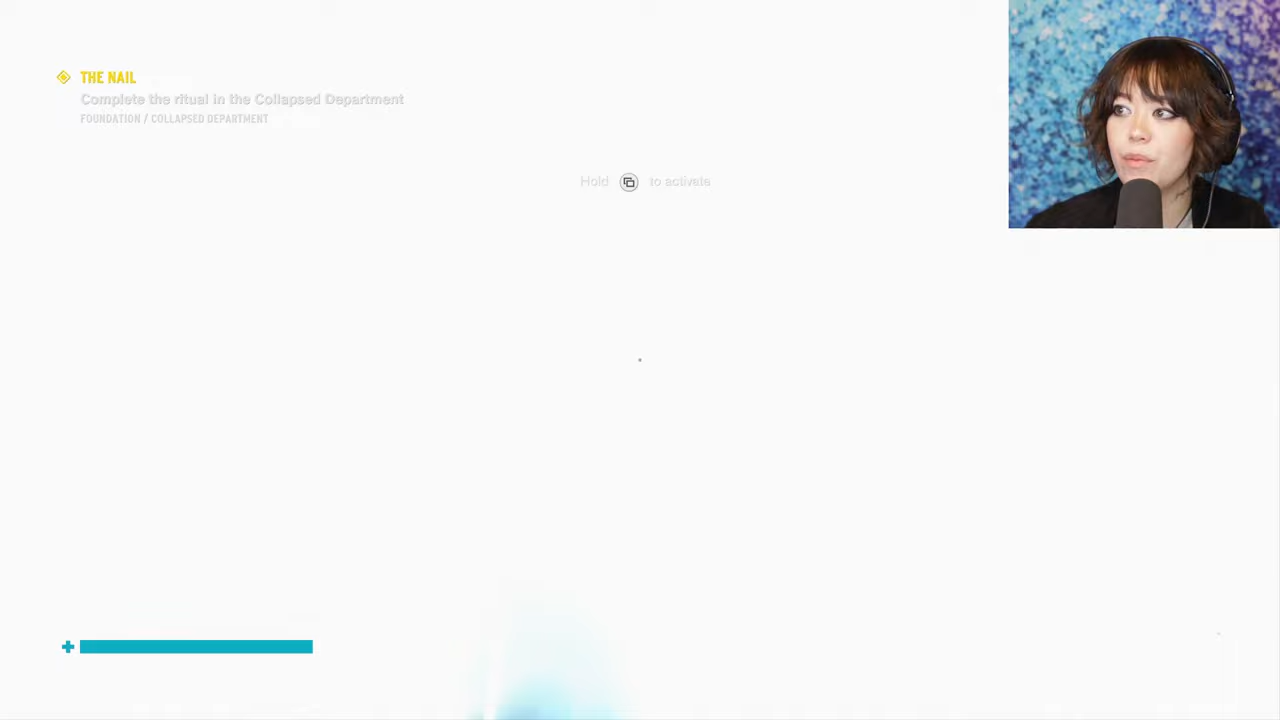 THE NAIL
Complete the ritual in the Collapsed Department
FOUNDATION / COLLAPSED DEPARTMENT
Hold to activate